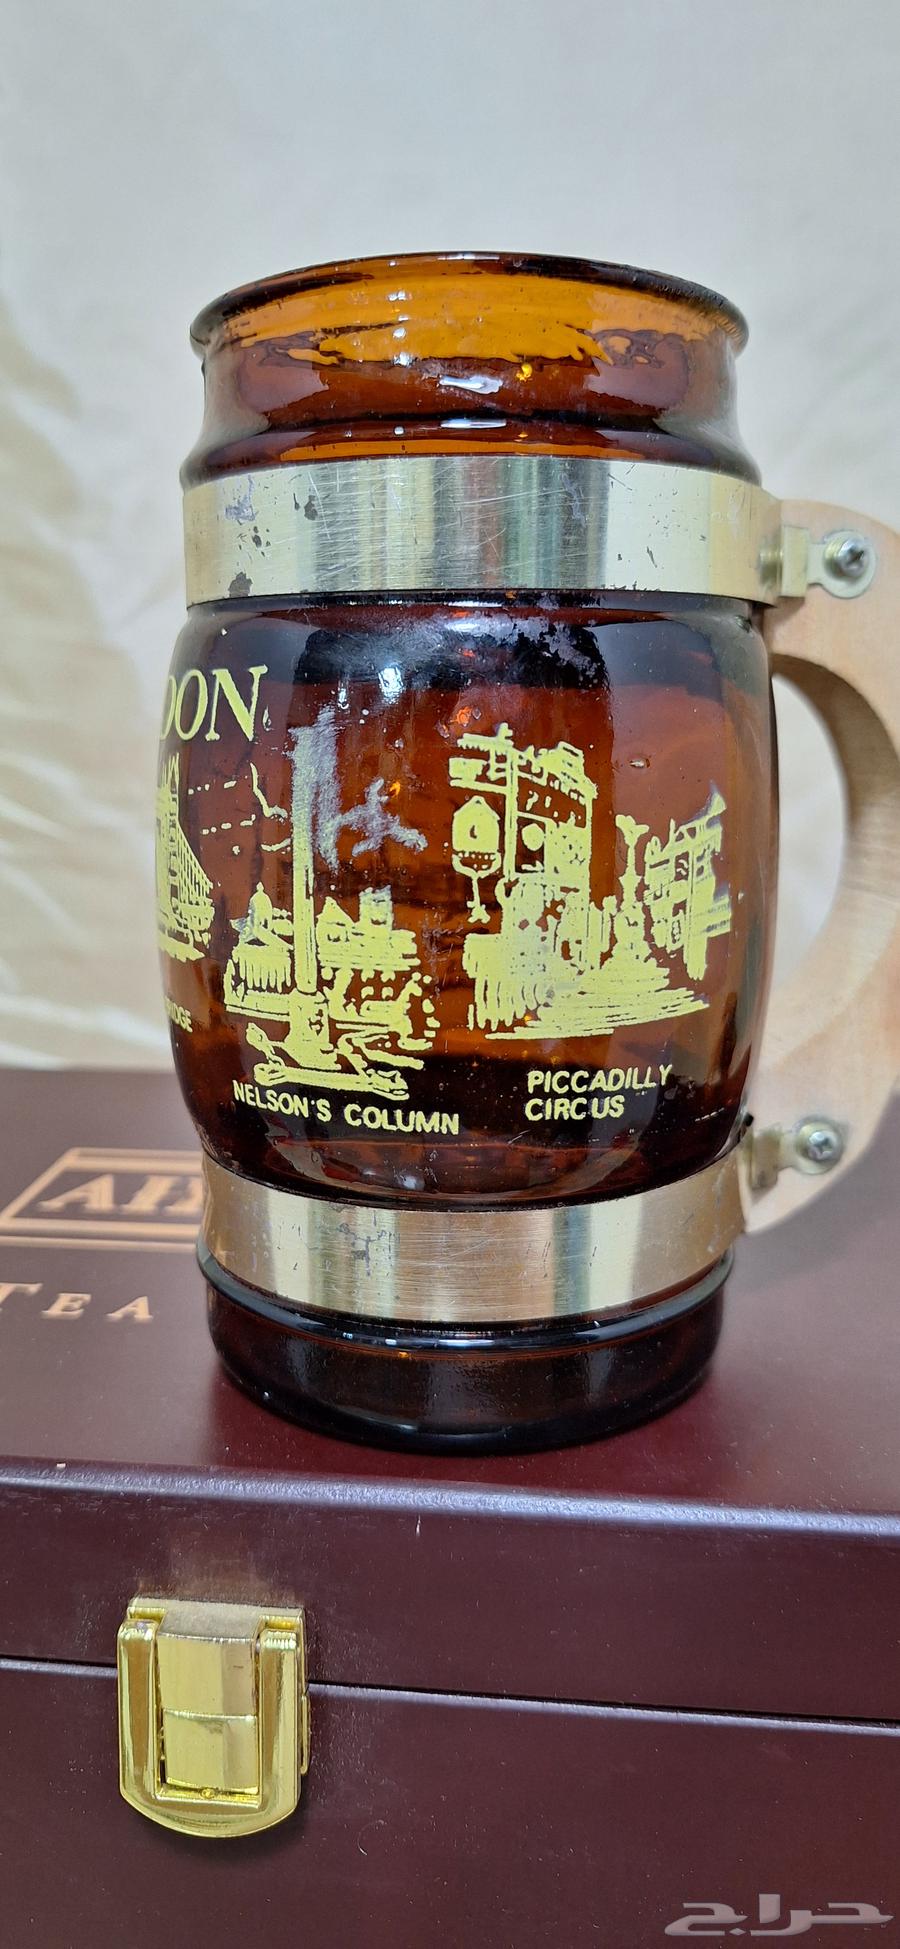 DON
NELSON'S COLUMN
PICCADILLY
CIRCUS
TEA
حراج